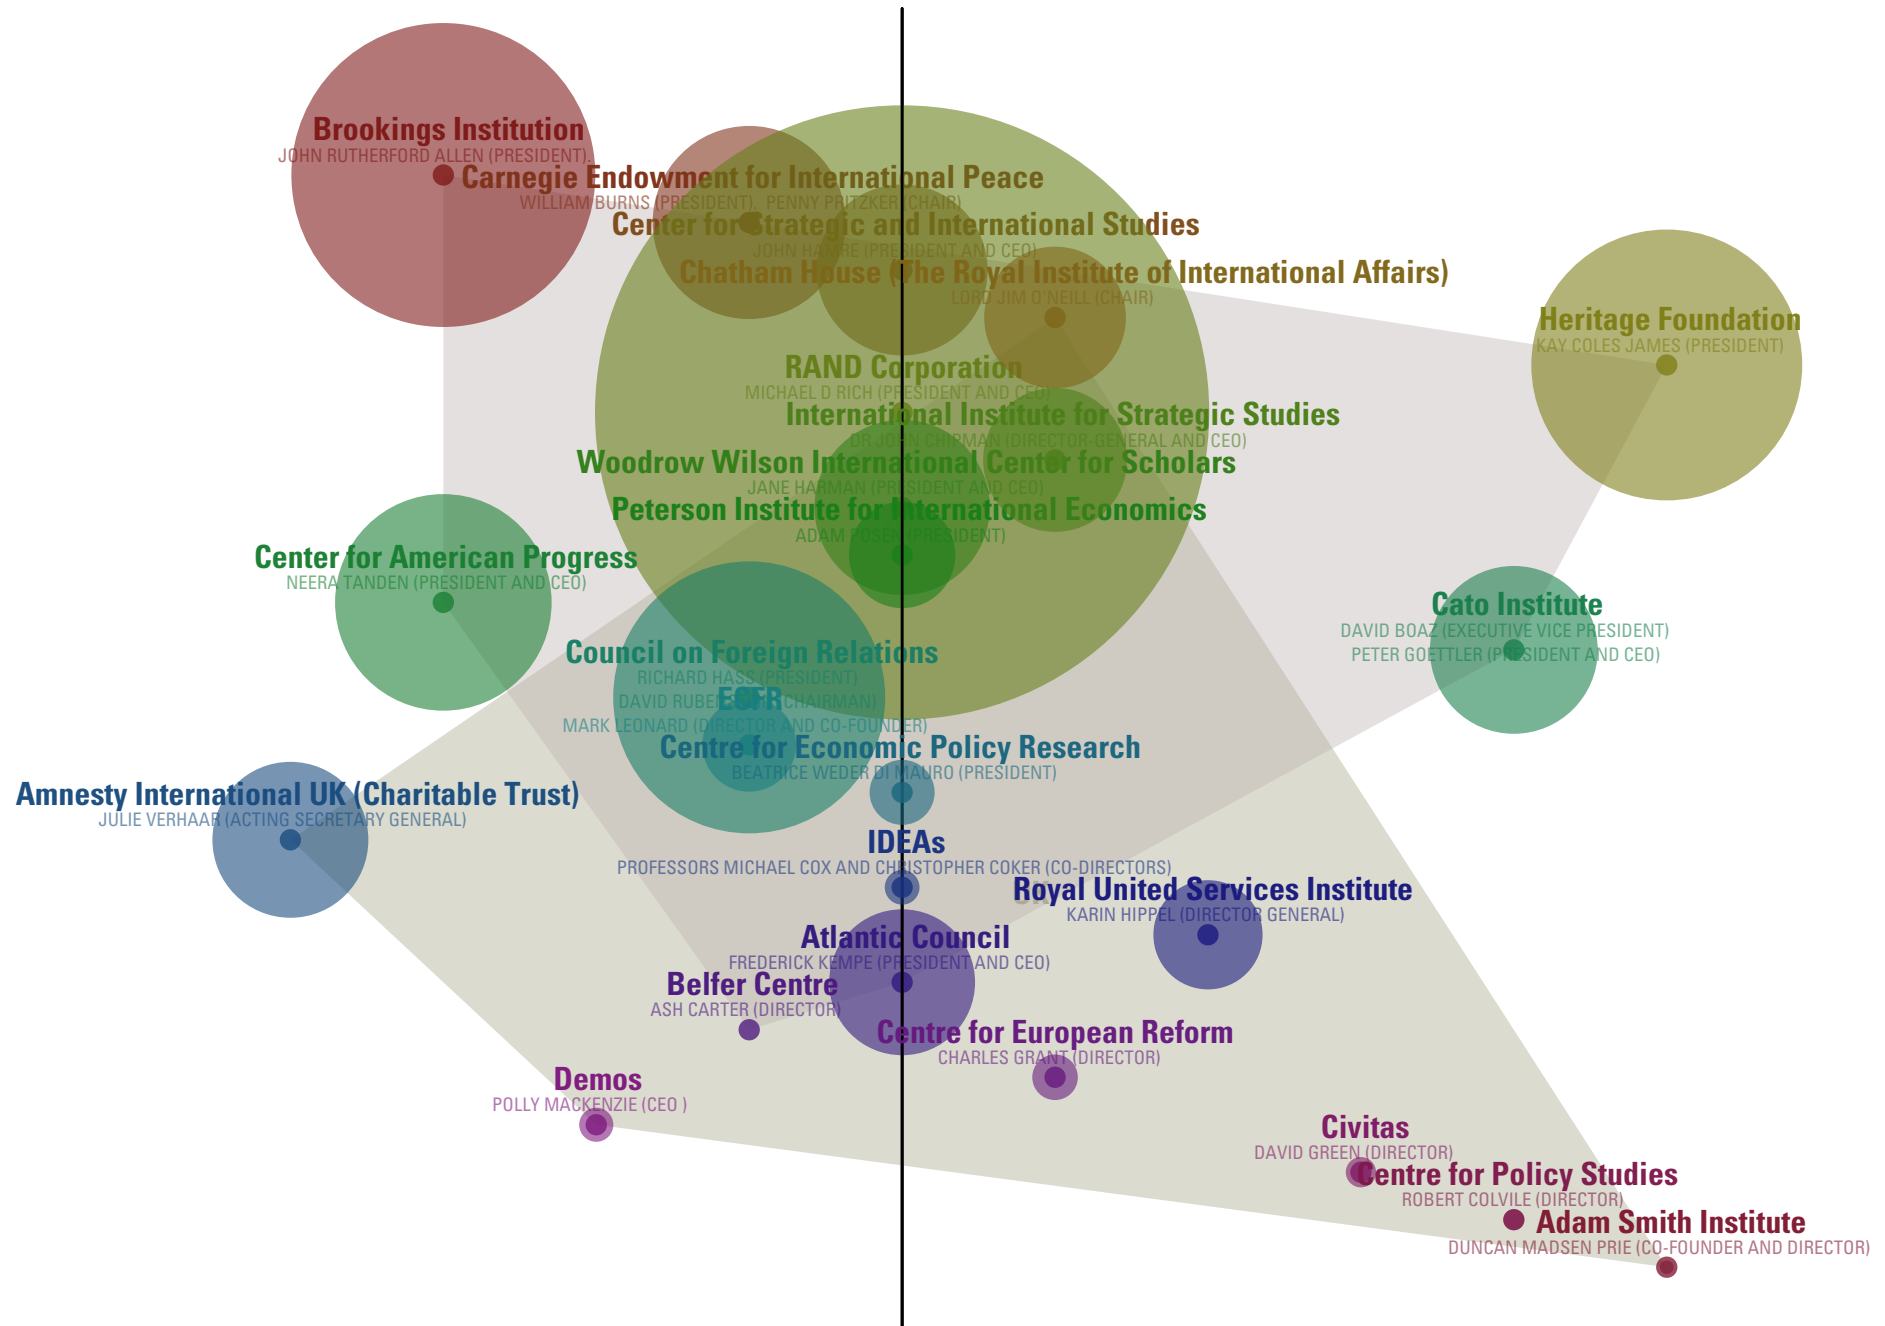 Brookings Institution
JOHN RUTHERFORD ALLEN (PRESIDENT).
Carnegie Endowment for International Peace
WILLIAM BURNS (PRESIDENT). PENNY PRITZKER (CHAIR)
Center for Strategic and International Studies
JOHN HAMRE (PRESIDENT AND CEO)
Chatham House (The Royal Institute of International Affairs)
LORD JIM O'NEILL (CHAIR)
Heritage Foundation
KAY COLES JAMES (PRESIDENT)
RAND Corporation
MICHAEL D RICH (PRESIDENT AND CEO)
International Institute for Strategic Studies
DR JOHN CHIPMAN (DIRECTOR-GENERAL AND CEO)
Woodrow Wilson International Center for Scholars
JANE HARMAN (PRESIDENT AND CEO)
Peterson Institute for International Economics
ADAM POSEN (PRESIDENT)
Center for American Progress
NEERA TANDEN (PRESIDENT AND CEO)
Cato Institute
DAVID BOAZ (EXECUTIVE VICE PRESIDENT)
PETER GOETTLER (PRESIDENT AND CEO)
Council on Foreign Relations
RICHARD HASS (PRESIDENT)
DAVID (CHAIRMAN)
ECFR
MARK LEONARD (DIRECTOR AND CO-FOUNDER)
Centre for Economic Policy Research
BEATRICE WEDER DI MAURO (PRESIDENT)
Amnesty International UK (Charitable Trust)
JULIE VERHAAR (ACTING SECRETARY GENERAL)
IDEAs
PROFESSORS MICHAEL COX AND CHRISTOPHER COKER (CO-DIRECTORS)
Royal United Services Institute
KARIN HIPPEL (DIRECTOR GENERAL)
Atlantic Council
FREDERICK KEMPE (PRESIDENT AND CEO)
Belfer Centre
ASH CARTER (DIRECTOR)
Centre for European Reform
CHARLES GRANT (DIRECTOR)
Demos
POLLY MACKENZIE (CEO )
Civitas
DAVID GREEN (DIRECTOR)
Centre for Policy Studies
ROBERT COLVILE (DIRECTOR)
Adam Smith Institute
DUNCAN MADSEN PRIE (CO-FOUNDER AND DIRECTOR)